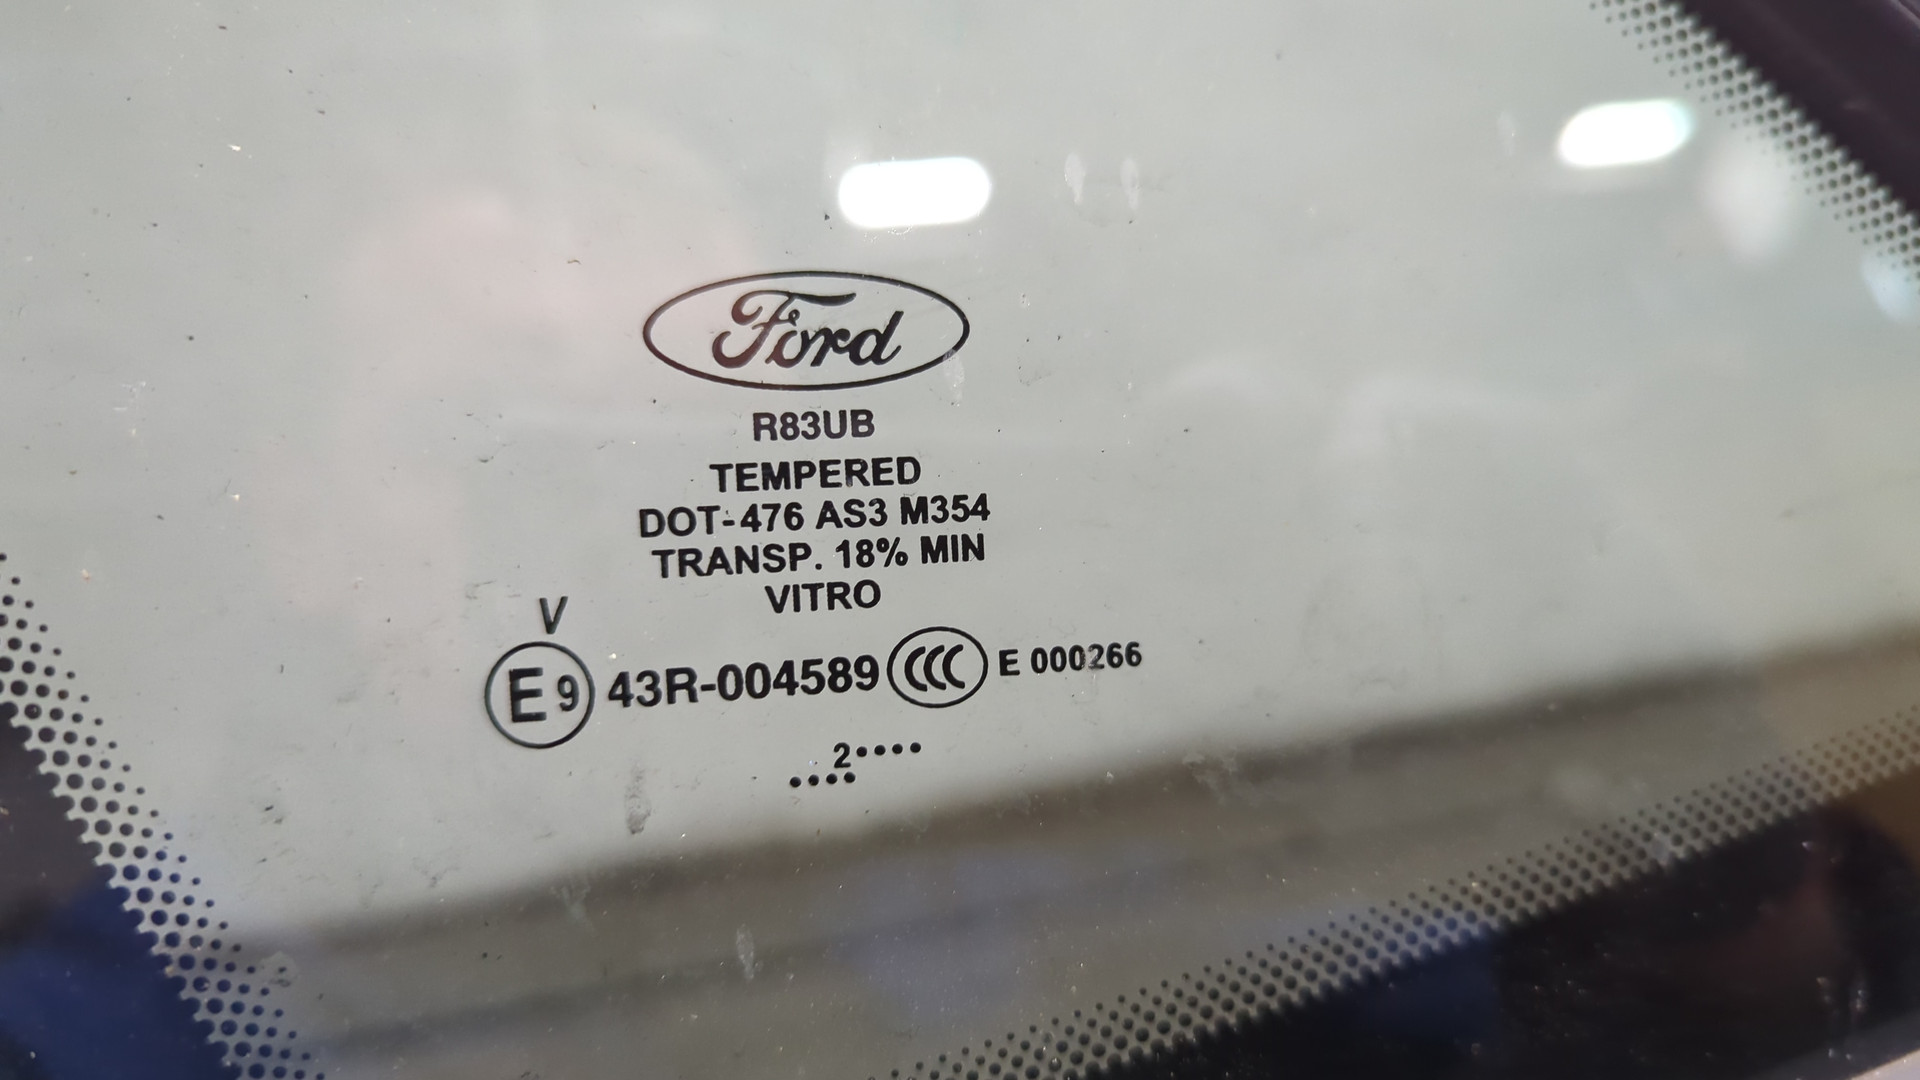 Ford
R83UB
TEMPERED
DOT-476 AS3 M354
TRANSP. 18% MIN
VITRO
V
E9 43R-004589 CCC E 000266
2••••
••••